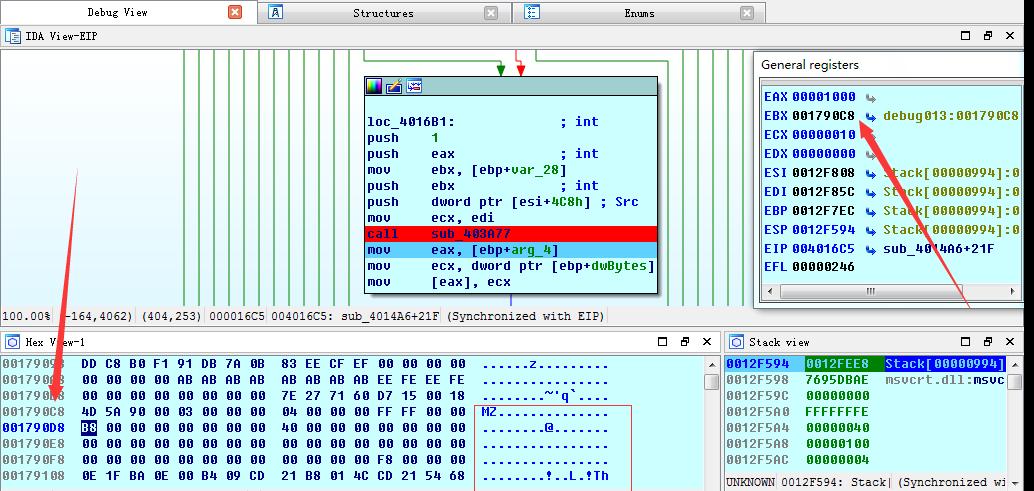 Debug View
Structures
Enums
IDA View-EIP
loc_4016B1: ; int
push 1
push eax ; int
mov ebx, [ebp+var_28]
push ebx ; int
push dword ptr [esi+4C8h] ; Src
mov ecx, edi
call sub_403A77
mov eax, [ebp+arg_4]
mov ecx, dword ptr [ebp+dwBytes]
mov [eax], ecx
General registers
EAX 00001000
EBX 001790C8 debug013:001790C8
ECX 00000010
EDX 00000000
ESI 0012F808 Stack[00000994]:0
EDI 0012F85C Stack[00000994]:0
EBP 0012F7EC Stack[00000994]:0
ESP 0012F594 Stack[00000994]:0
EIP 004016C5 sub_4014A6+21F
EFL 00000246
100.00% -164,4062) (404,253) 000016C5 004016C5: sub_4014A6+21F (Synchronized with EIP)
Hex View-1
DD C8 B0 F1 91 DB 7A 0B 83 EE CF EF 00 00 00 00 ......z.........
00 00 00 00 AB AB AB AB AB AB AB AB EE FE EE FE ................
00 00 00 00 00 00 00 00 7E 27 71 60 D7 15 00 18 ........~'q`....
001790C8 4D 5A 90 00 03 00 00 00 04 00 00 00 FF FF 00 00 MZ..............
001790D8 B8 00 00 00 00 00 00 00 40 00 00 00 00 00 00 00 ........@.......
001790E8 00 00 00 00 00 00 00 00 00 00 00 00 00 00 00 00 ................
001790F8 00 00 00 00 00 00 00 00 00 00 00 00 F8 00 00 00 ................
00179108 0E 1F BA 0E 00 B4 09 CD 21 B8 01 4C CD 21 54 68 ........!..L.!Th
Stack view
0012F594 0012FEE8 Stack[00000994]
0012F598 7695DBAE msvcrt.dll:msvc
0012F59C 00000000
0012F5A0 FFFFFFFE
0012F5A4 00000040
0012F5A8 00000100
0012F5AC 00000004
UNKNOWN 0012F594: Stack (Synchronized wi